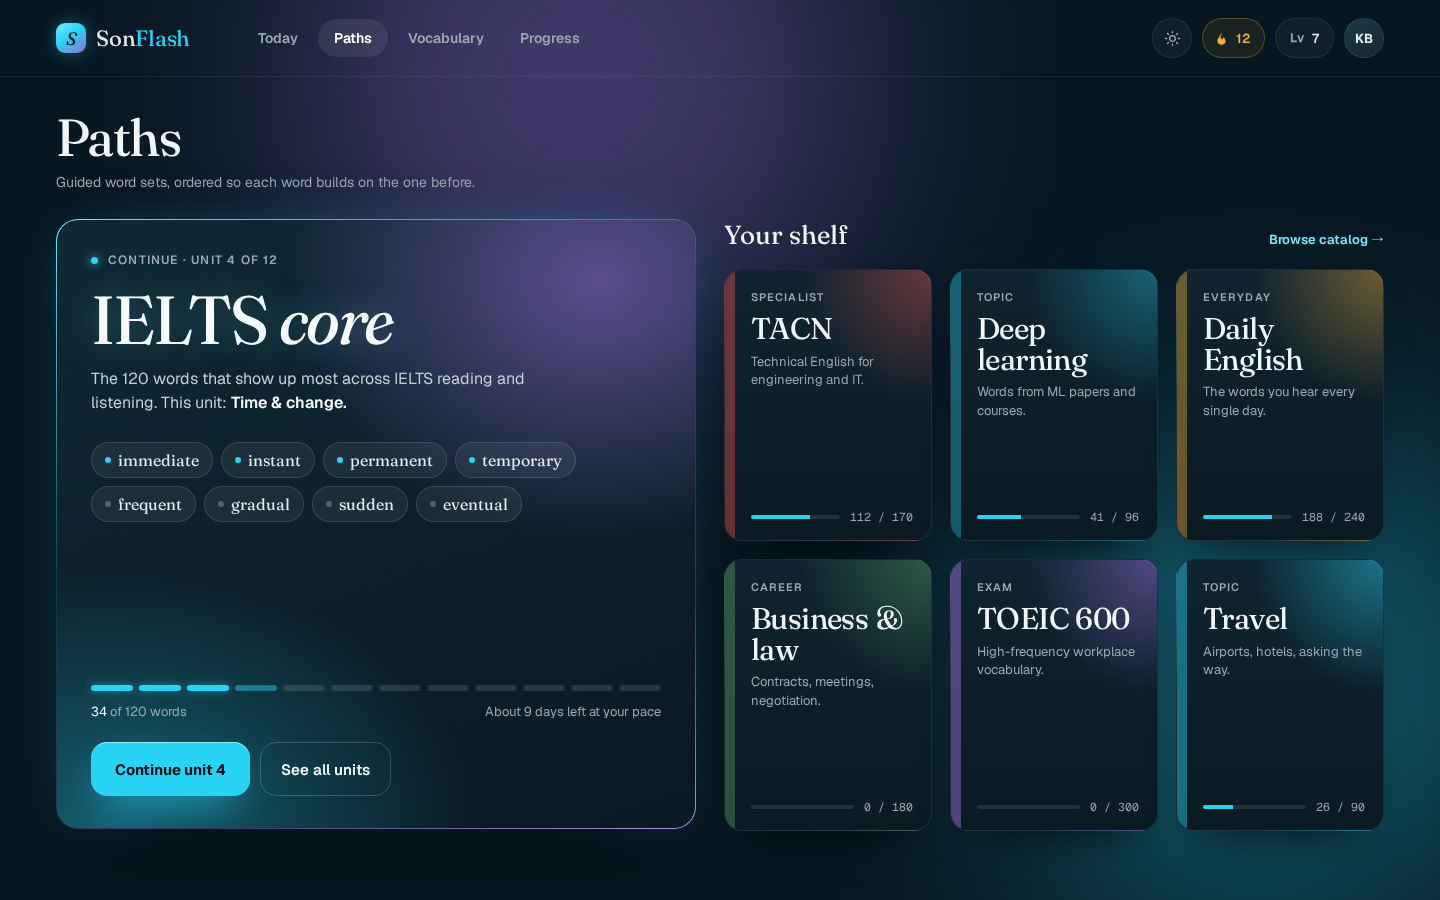 S SonFlash
Today
Paths
Vocabulary
Progress
12
Lv 7
KB
Paths
Guided word sets, ordered so each word builds on the one before.
CONTINUE · UNIT 4 OF 12
IELTS core
The 120 words that show up most across IELTS reading and
listening. This unit: Time & change.
immediate
instant
permanent
temporary
frequent
gradual
sudden
eventual
34 of 120 words
About 9 days left at your pace
Continue unit 4
See all units
Your shelf
Browse catalog →
SPECIALIST
TACN
Technical English for
engineering and IT.
112 / 170
TOPIC
Deep
learning
Words from ML papers and
courses.
41 / 96
EVERYDAY
Daily
English
The words you hear every
single day.
188 / 240
CAREER
Business &
law
Contracts, meetings,
negotiation.
0 / 180
EXAM
TOEIC 600
High-frequency workplace
vocabulary.
0 / 300
TOPIC
Travel
Airports, hotels, asking the
way.
26 / 90